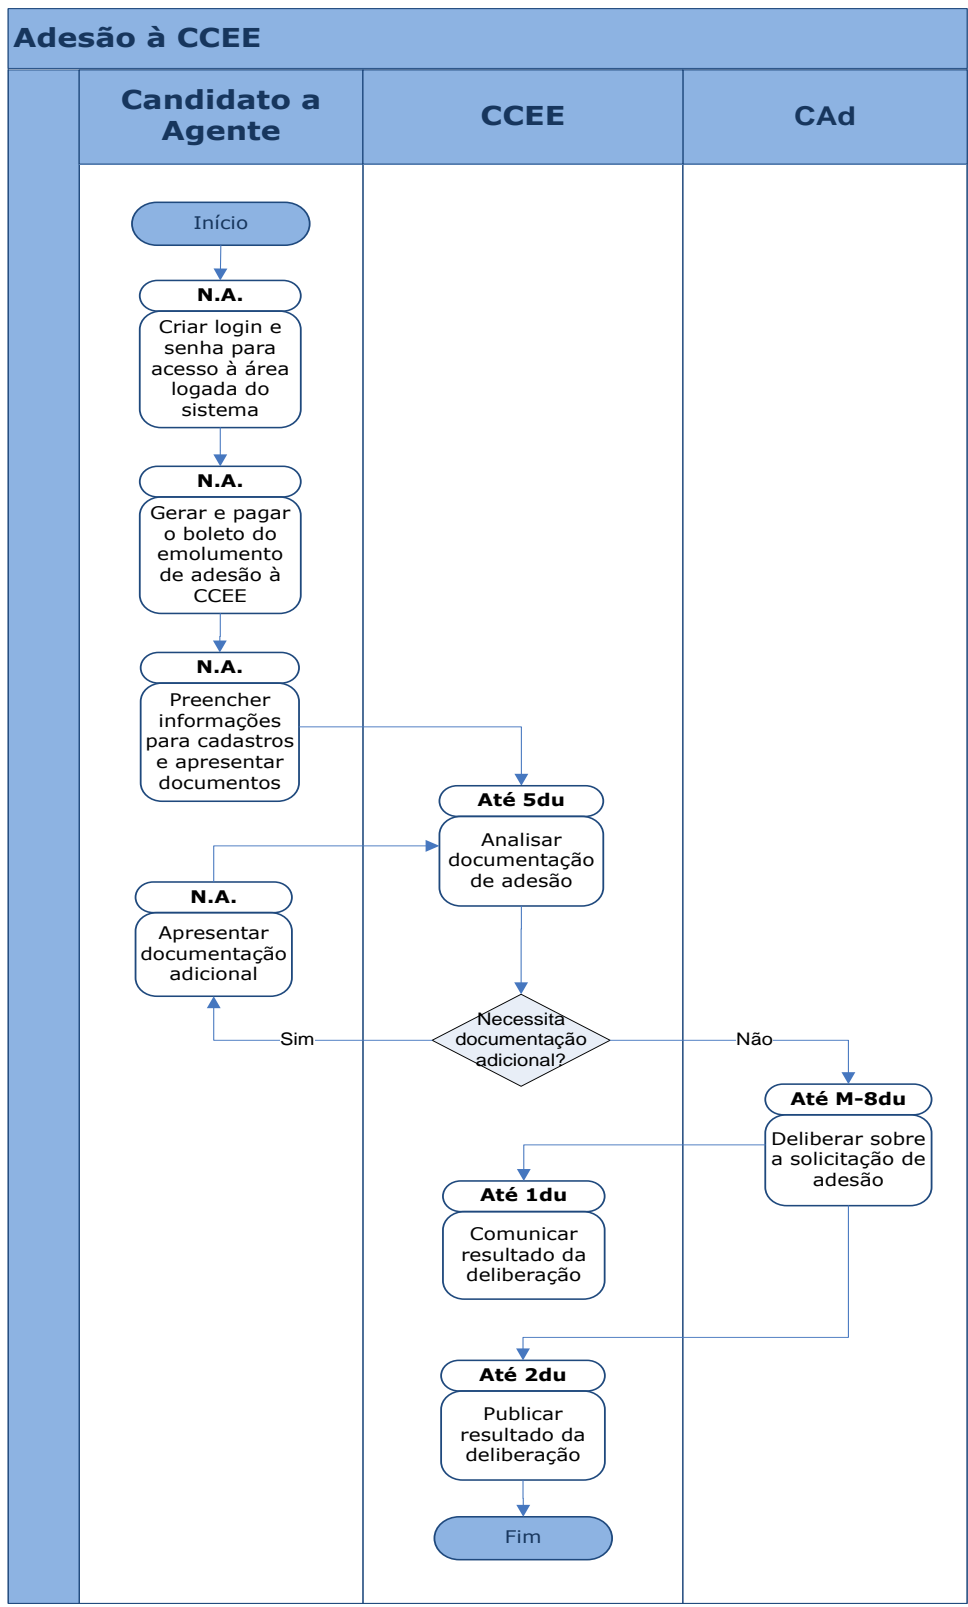 Adesão à CCEE
Candidato a
Agente
CCEE
CAd
Início
N.A.
Criar login e
senha para
acesso à área
logada do
sistema
N.A.
Gerar e pagar
o boleto do
emolumento
de adesão à
CCEE
N.A.
Preencher
informações
para cadastros
e apresentar
documentos
Até 5du
Analisar
documentação
de adesão
N.A.
Apresentar
documentação
adicional
Necessita
documentação
adicional?
Sim
Não
Até M-8du
Deliberar sobre
a solicitação de
adesão
Até 1du
Comunicar
resultado da
deliberação
Até 2du
Publicar
resultado da
deliberação
Fim